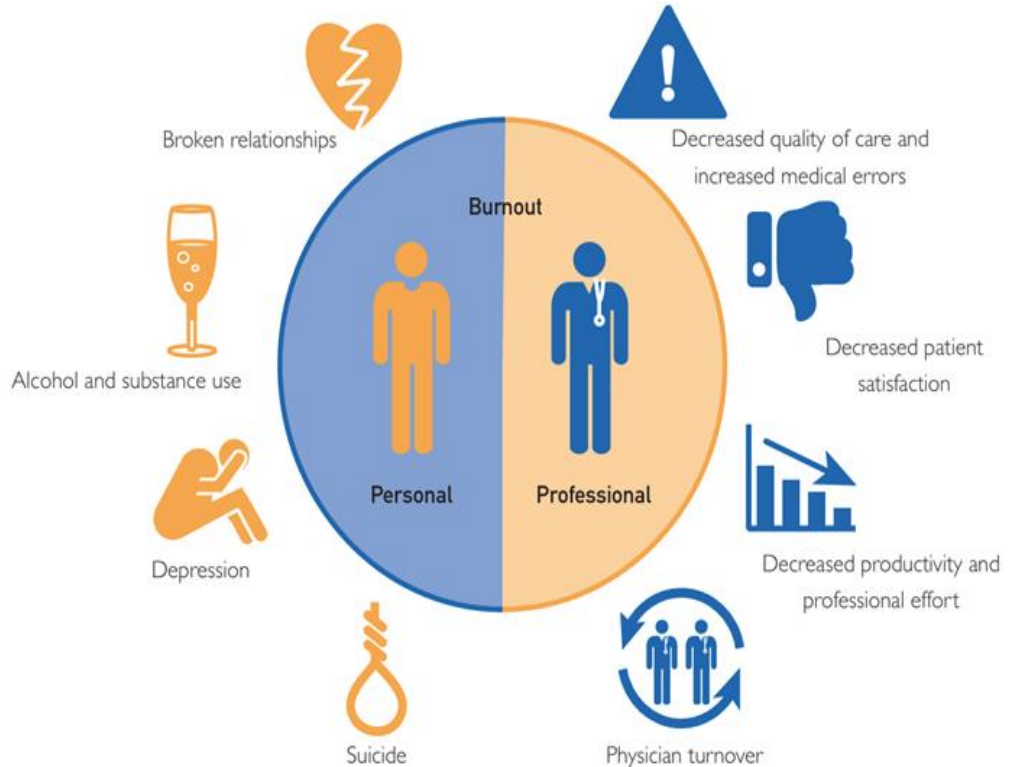 Broken relationships
Alcohol and substance use
Depression
Suicide
Burnout
Personal
Professional
Decreased quality of care and
increased medical errors
Decreased patient
satisfaction
Decreased productivity and
professional effort
Physician turnover